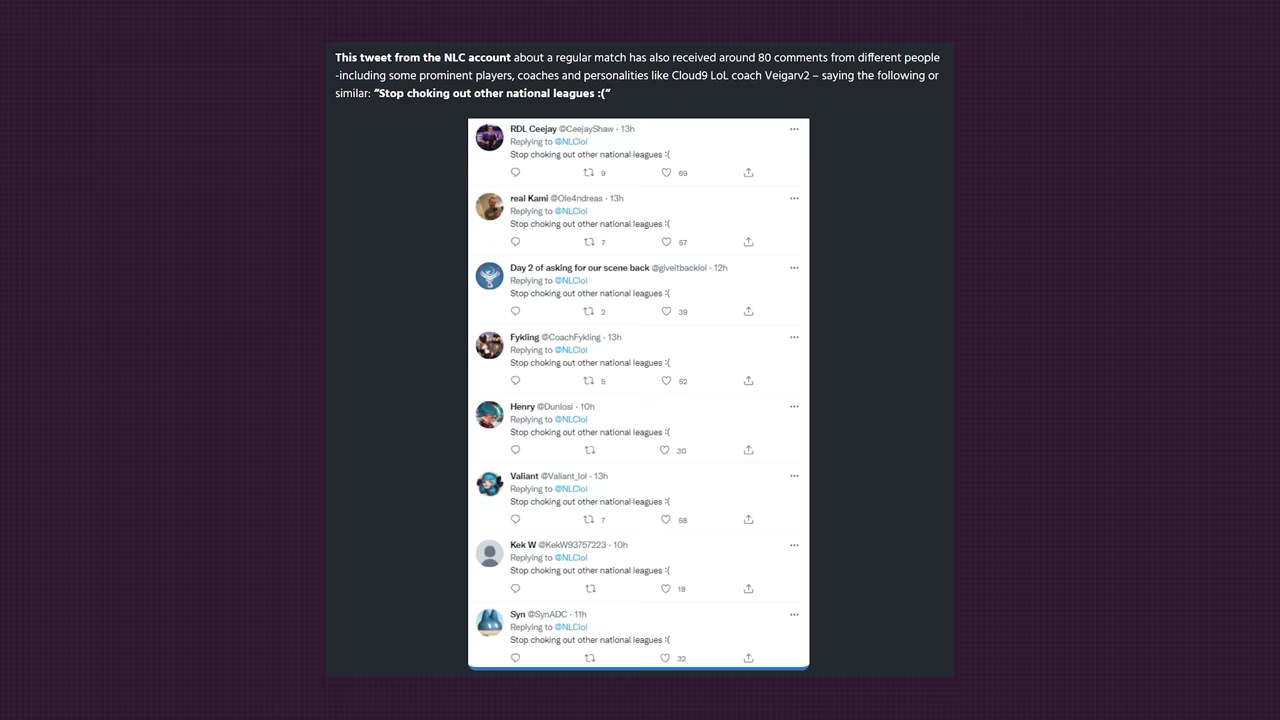 This tweet from the NLC account about a regular match has also received around 80 comments from different people
-including some prominent players, coaches and personalities like Cloud9 LoL coach Veigarv2 – saying the following or
similar: “Stop choking out other national leagues :(“
RDL Ceejay @CeejayShaw · 13h
Replying to @NLClol
Stop choking out other national leagues :(
9 69
real Kami @Ole4ndreas · 13h
Replying to @NLClol
Stop choking out other national leagues :(
7 57
Day 2 of asking for our scene back @giveitbacklol · 12h
Replying to @NLClol
Stop choking out other national leagues :(
2 39
Fykling @CoachFykling · 13h
Replying to @NLClol
Stop choking out other national leagues :(
5 52
Henry @Dunlosi · 10h
Replying to @NLClol
Stop choking out other national leagues :(
30
Valiant @Valiant_lol · 13h
Replying to @NLClol
Stop choking out other national leagues :(
7 58
Kek W @KekW93757223 · 10h
Replying to @NLClol
Stop choking out other national leagues :(
18
Syn @SynADC · 11h
Replying to @NLClol
Stop choking out other national leagues :(
32